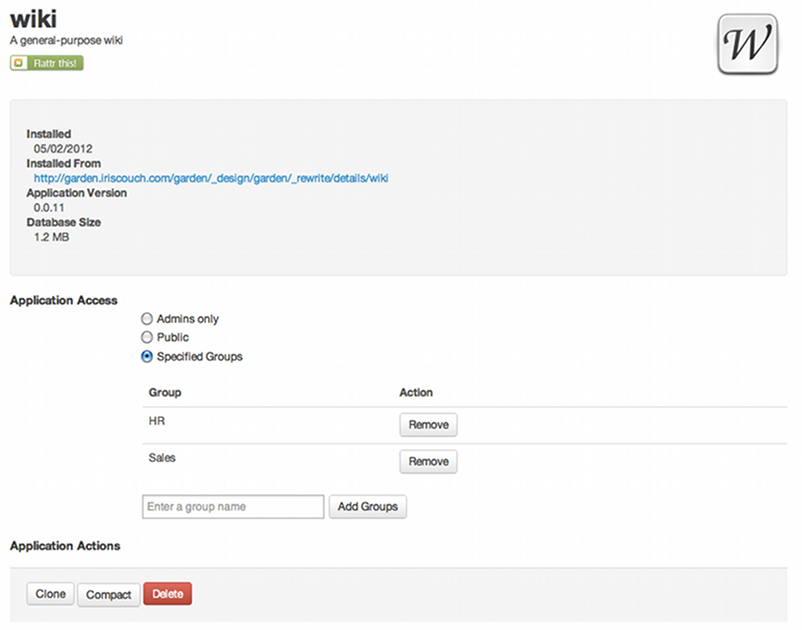 wiki
A general-purpose wiki
Flattr this!
W
Installed
05/02/2012
Installed From
http://garden.iriscouch.com/garden/_design/garden/_rewrite/details/wiki
Application Version
0.0.11
Database Size
1.2 MB
Application Access
Admins only
Public
Specified Groups
Group Action
HR Remove
Sales Remove
Enter a group name Add Groups
Application Actions
Clone Compact Delete